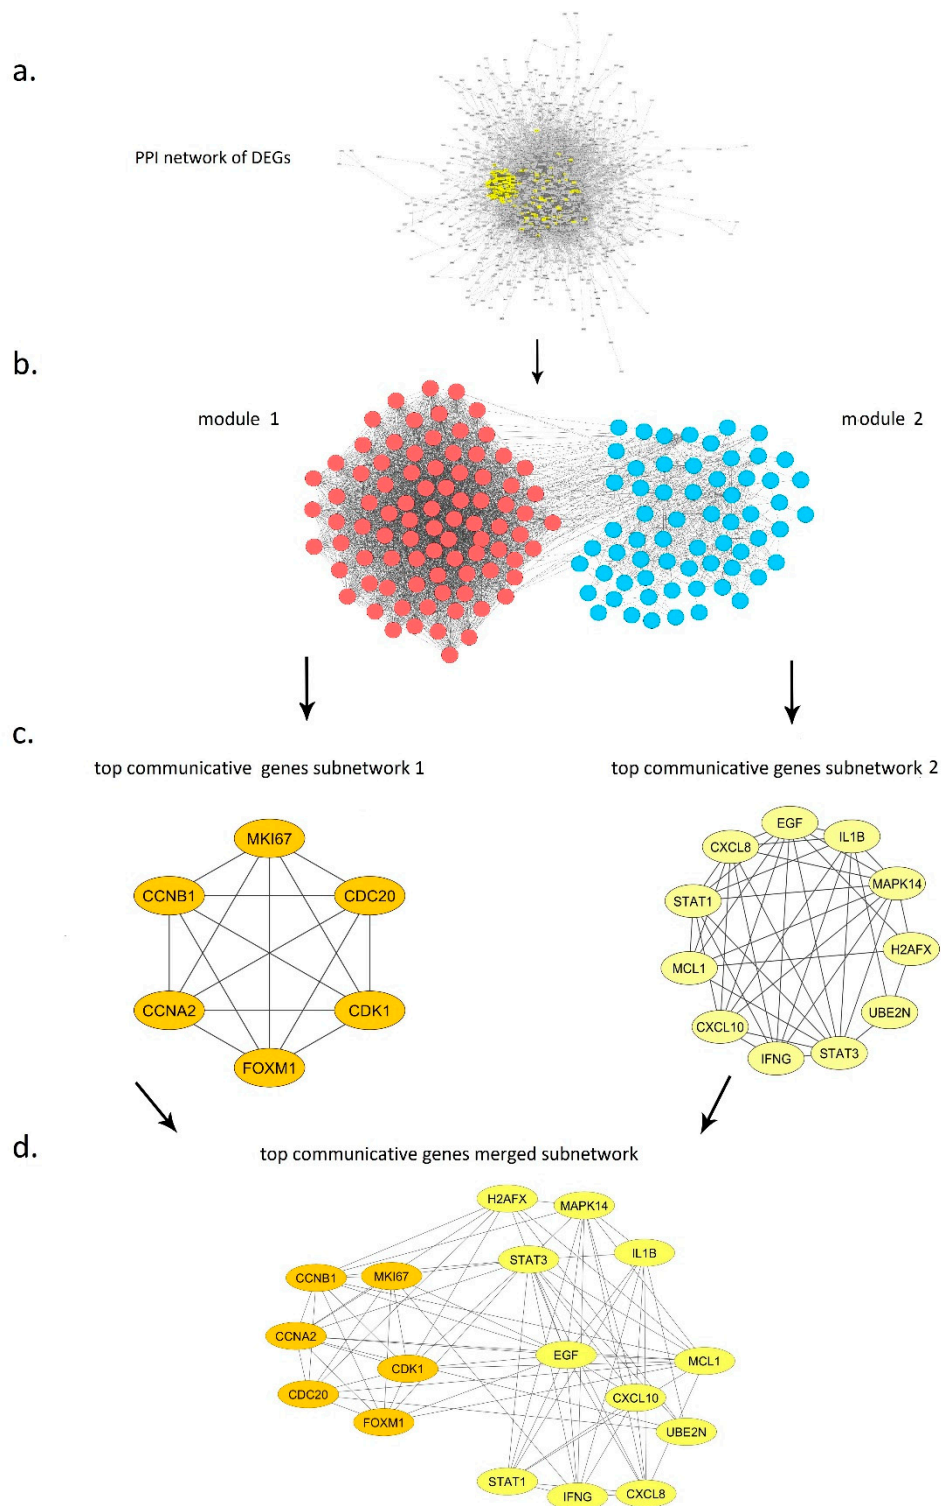 a.
PPI network of DEGs
b.
module 1
module 2
c.
top communicative genes subnetwork 1
top communicative genes subnetwork 2
MKI67
CCNB1
CDC20
CCNA2
CDK1
FOXM1
EGF
CXCL8
IL1B
MAPK14
STAT1
H2AFX
MCL1
UBE2N
CXCL10
STAT3
IFNG
d.
top communicative genes merged subnetwork
H2AFX
MAPK14
STAT3
IL1B
CCNB1
MKI67
CCNA2
EGF
MCL1
CDK1
CDC20
CXCL10
FOXM1
UBE2N
STAT1
IFNG
CXCL8